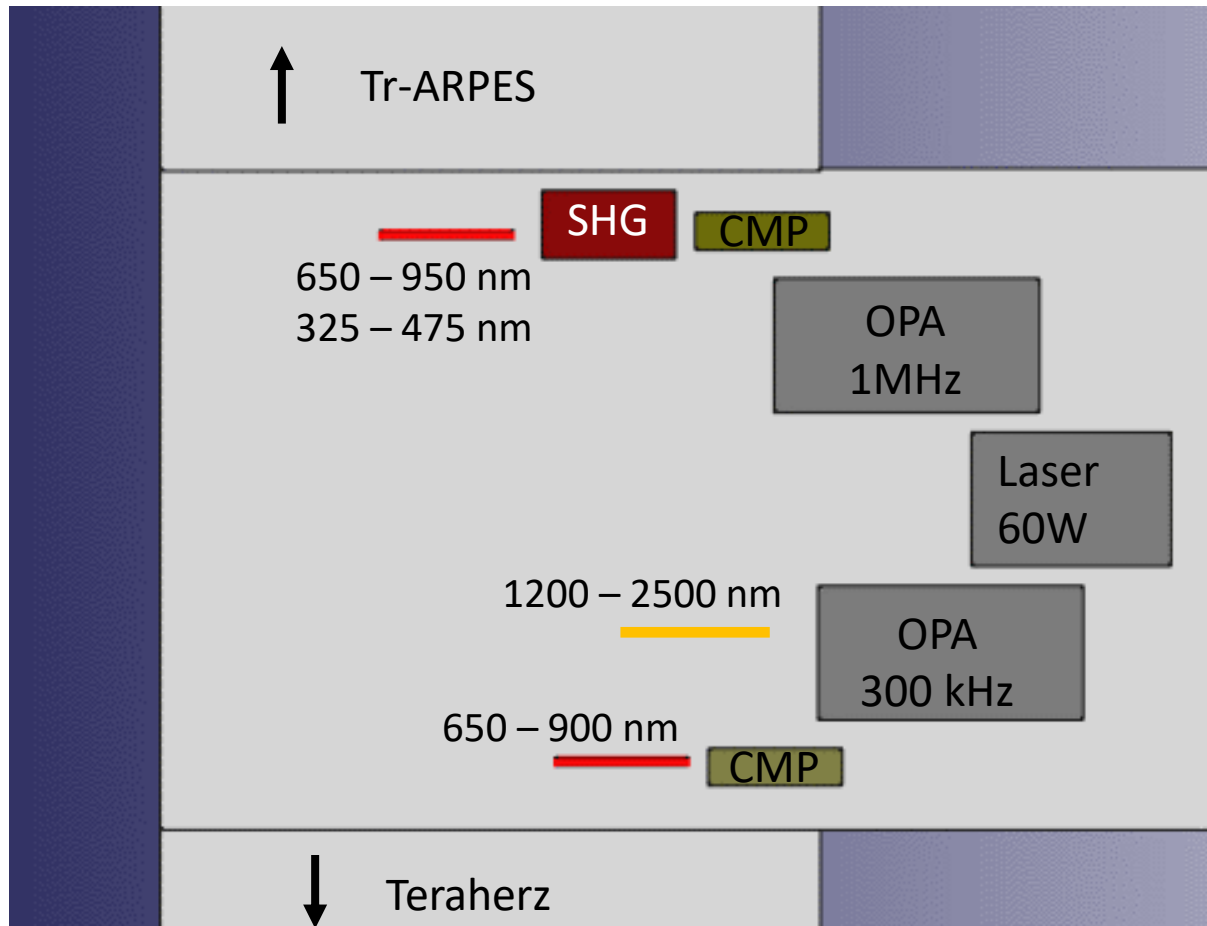 Tr-ARPES
SHG
CMP
650 – 950 nm
325 – 475 nm
OPA
1MHz
Laser
60W
1200 – 2500 nm
OPA
300 kHz
650 – 900 nm
CMP
Teraherz